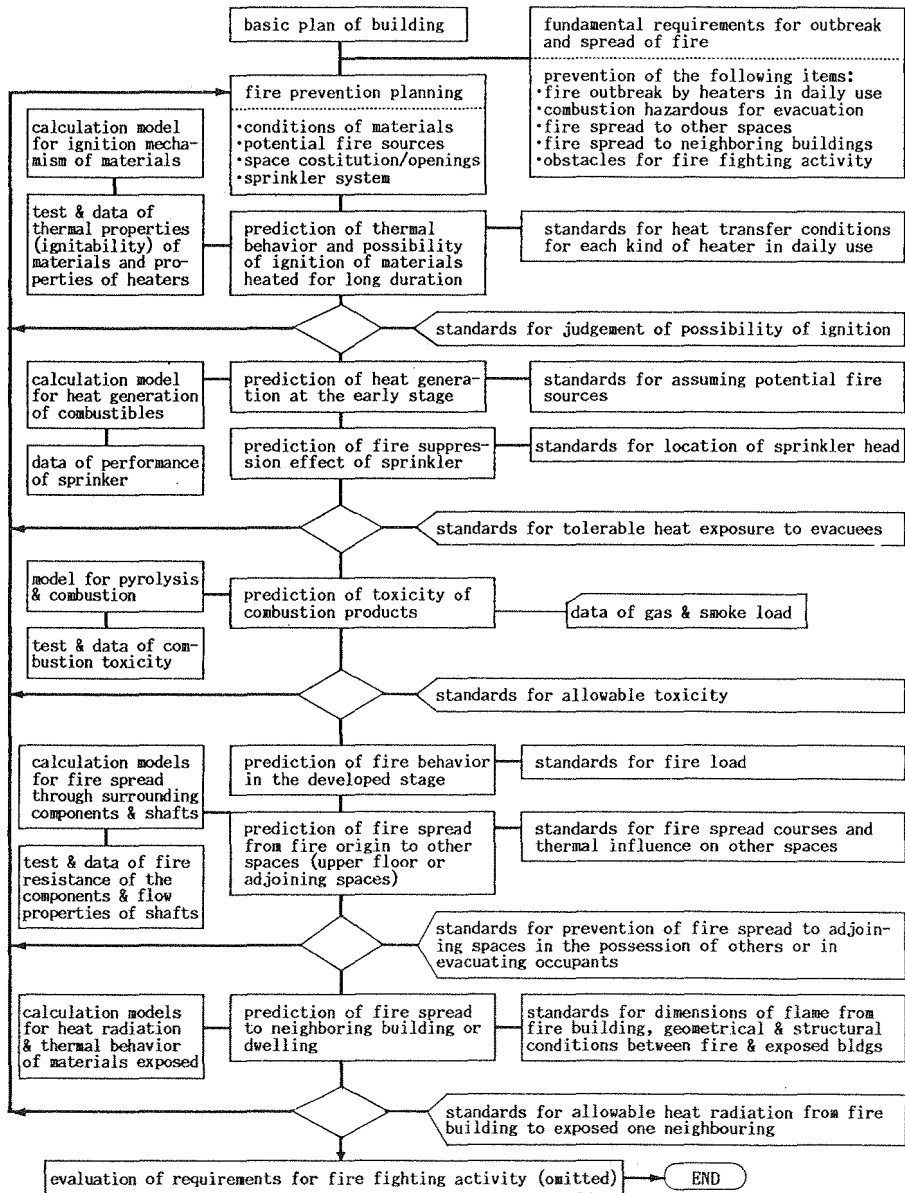 basic plan of building
fundamental requirements for outbreak
and spread of fire
prevention of the following items:
•fire outbreak by heaters in daily use
•combustion hazardous for evacuation
•fire spread to other spaces
•fire spread to neighboring buildings
•obstacles for fire fighting activity
fire prevention planning
•conditions of materials
•potential fire sources
•space costitution/openings
•sprinkler system
calculation model
for ignition mecha-
mism of materials
test & data of
thermal properties
(ignitability) of
materials and pro-
perties of heaters
prediction of thermal
behavior and possibility
of ignition of materials
heated for long duration
standards for heat transfer conditions
for each kind of heater in daily use
standards for judgement of possibility of ignition
calculation model
for heat generation
of combustibles
prediction of heat genera-
tion at the early stage
standards for assuming potential fire
sources
data of performance
of sprinker
prediction of fire suppres-
sion effect of sprinkler
standards for location of sprinkler head
standards for tolerable heat exposure to evacuees
model for pyrolysis
& combustion
prediction of toxicity of
combustion products
data of gas & smoke load
test & data of com-
bustion toxicity
standards for allowable toxicity
calculation models
for fire spread
through surrounding
components & shafts
prediction of fire behavior
in the developed stage
standards for fire load
test & data of fire
resistance of the
components & flow
properties of shafts
prediction of fire spread
from fire origin to other
spaces (upper floor or
adjoining spaces)
standards for fire spread courses and
thermal influence on other spaces
standards for prevention of fire spread to adjoin-
ing spaces in the possession of others or in
evacuating occupants
calculation models
for heat radiation
& thermal behavior
of materials exposed
prediction of fire spread
to neighboring building or
dwelling
standards for dimensions of flame from
fire building, geometrical & structural
conditions between fire & exposed bldgs
standards for allowable heat radiation from fire
building to exposed one neighbouring
evaluation of requirements for fire fighting activity (omitted)
END